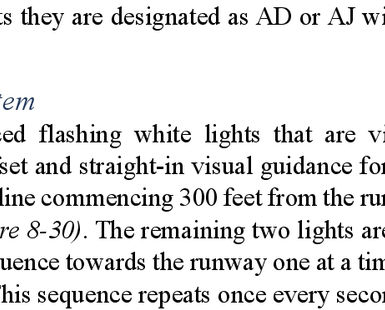 ts they are designated as AD or AJ wi
tem
ed flashing white lights that are vi
fset and straight-in visual guidance for
line commencing 300 feet from the run
re 8-30). The remaining two lights are
uence towards the runway one at a tim
This sequence repeats once every secon